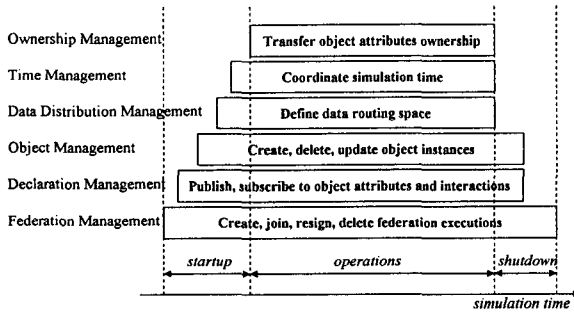 Ownership Management Transfer object attributes ownership
Time Management Coordinate simulation time
Data Distribution Management Define data routing space
Object Management Create, delete, update object instances
Declaration Management Publish, subscribe to object attributes and interactions
Federation Management Create, join, resign, delete federation executions
startup operations shutdown
simulation time